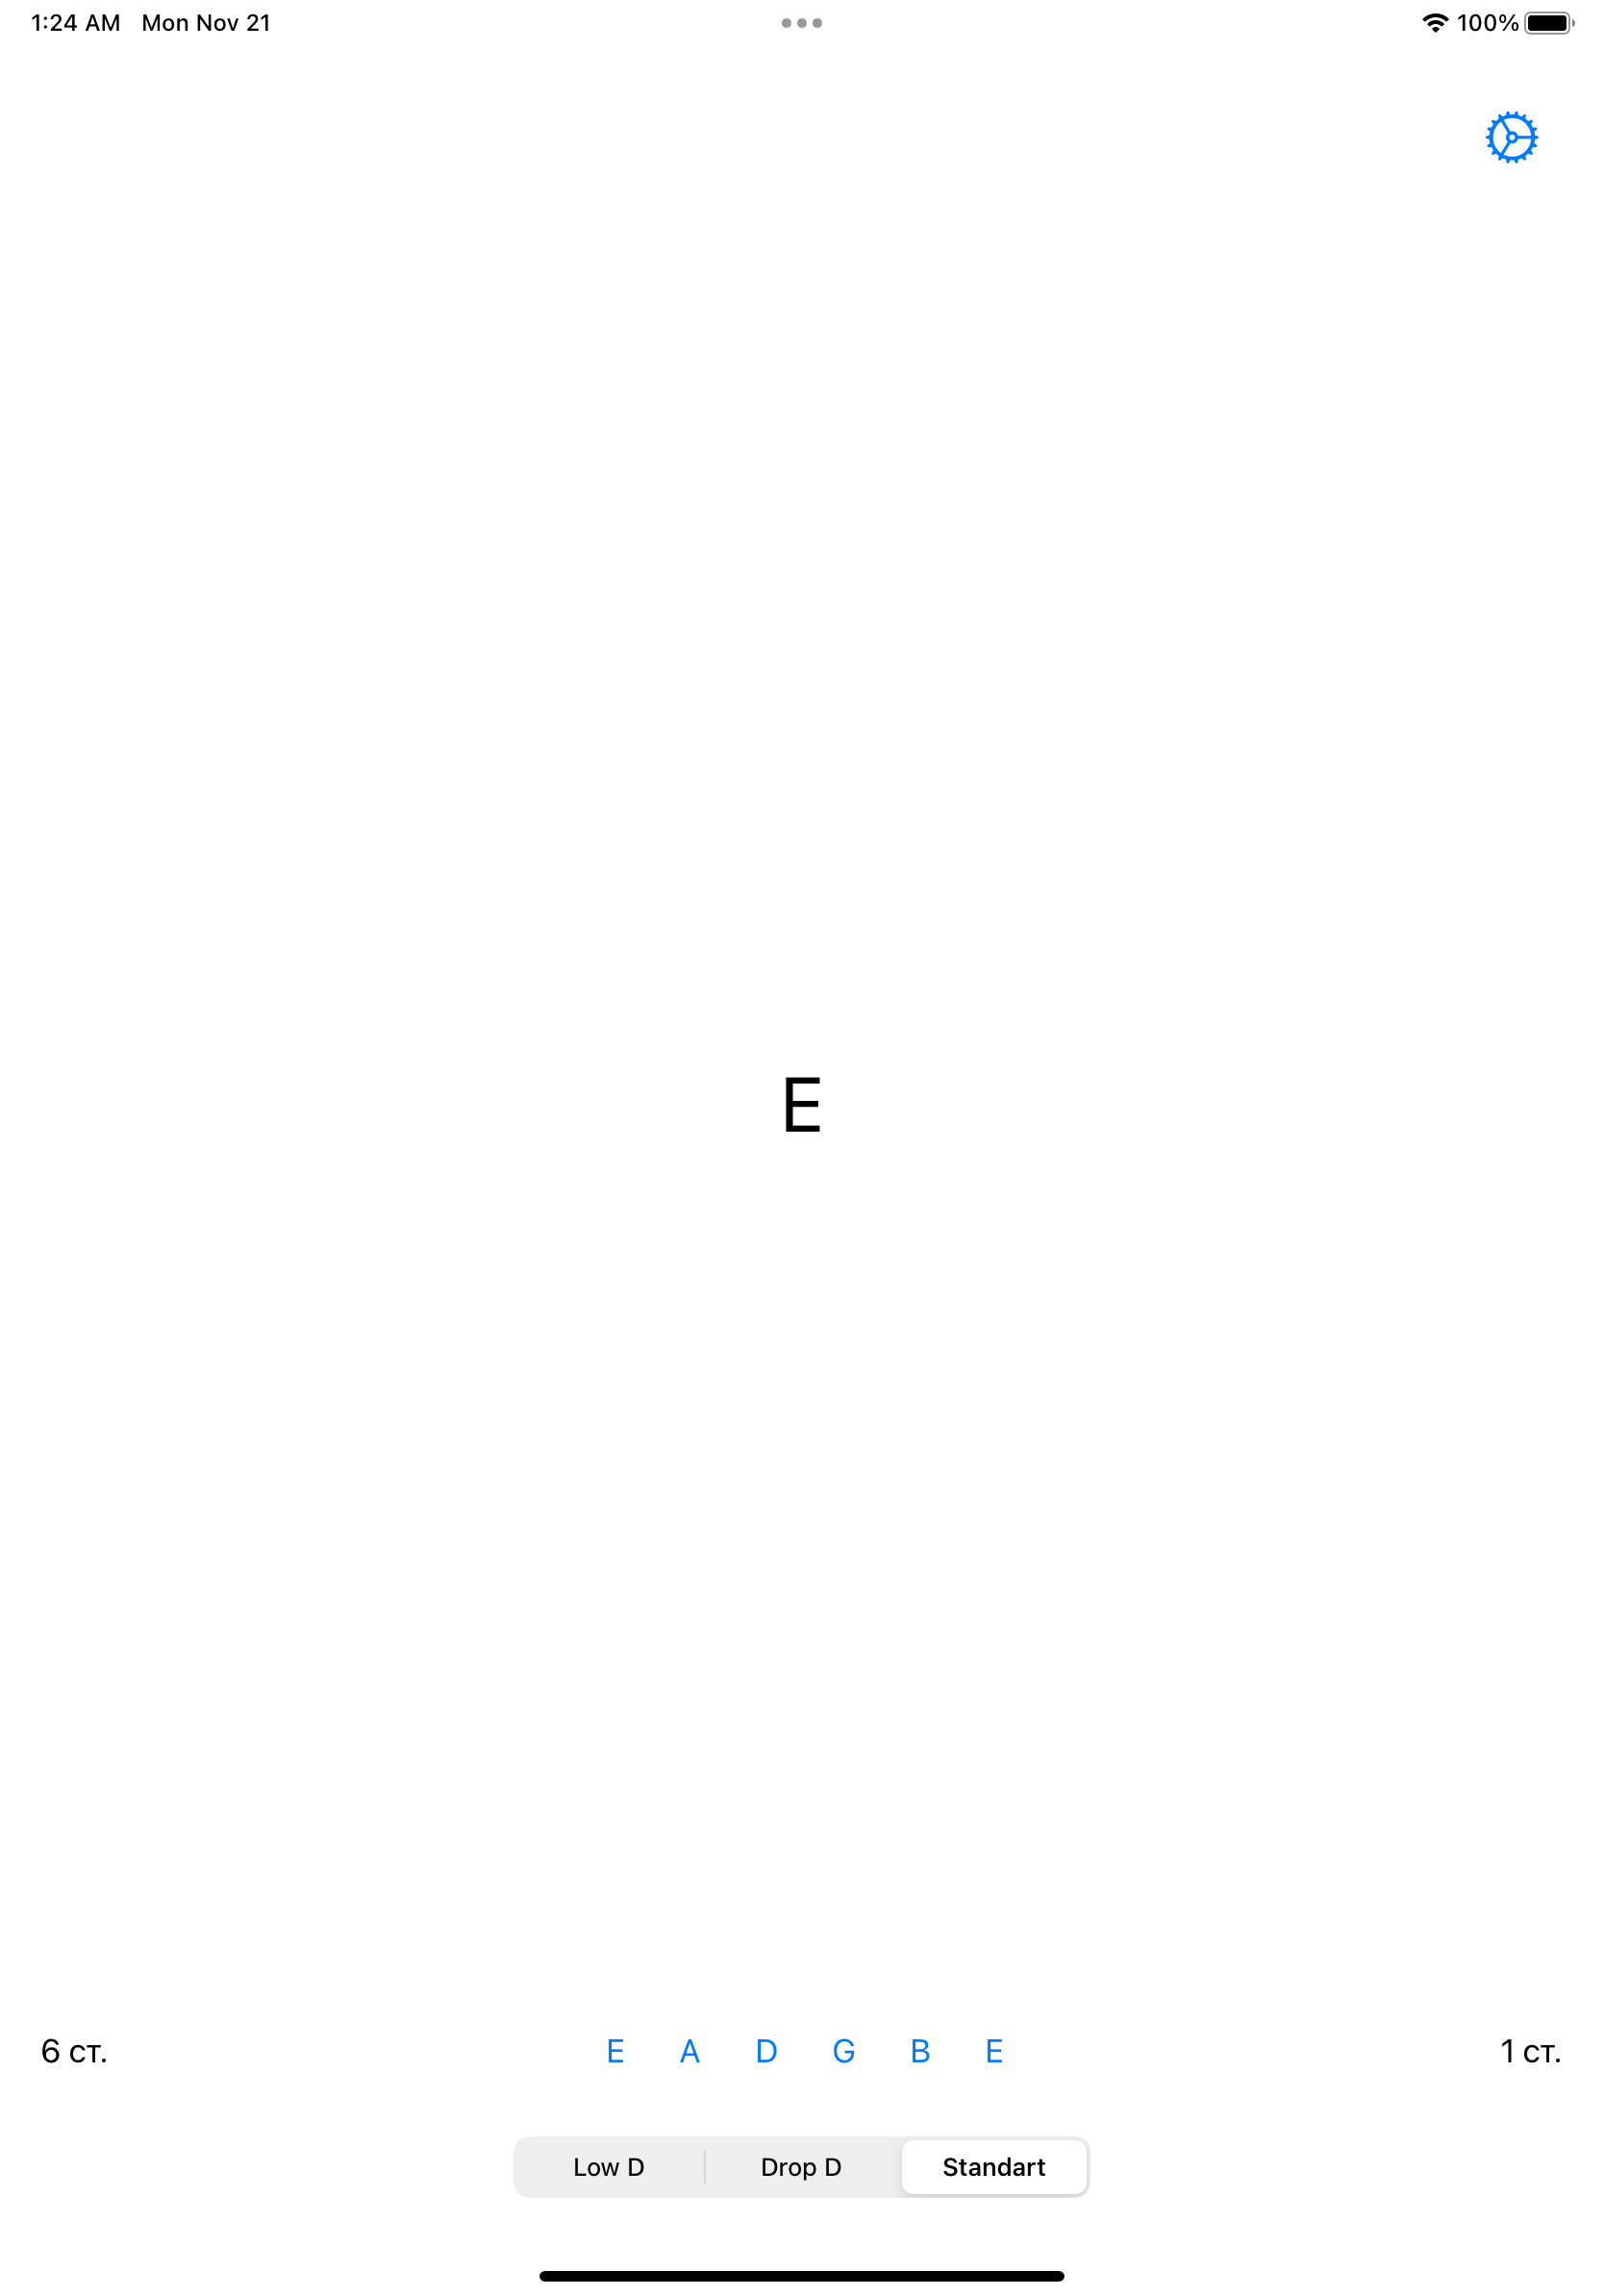 1:24 AM Mon Nov 21 100%
E
6 ст. E A D G B E 1 ст.
Low D Drop D Standart